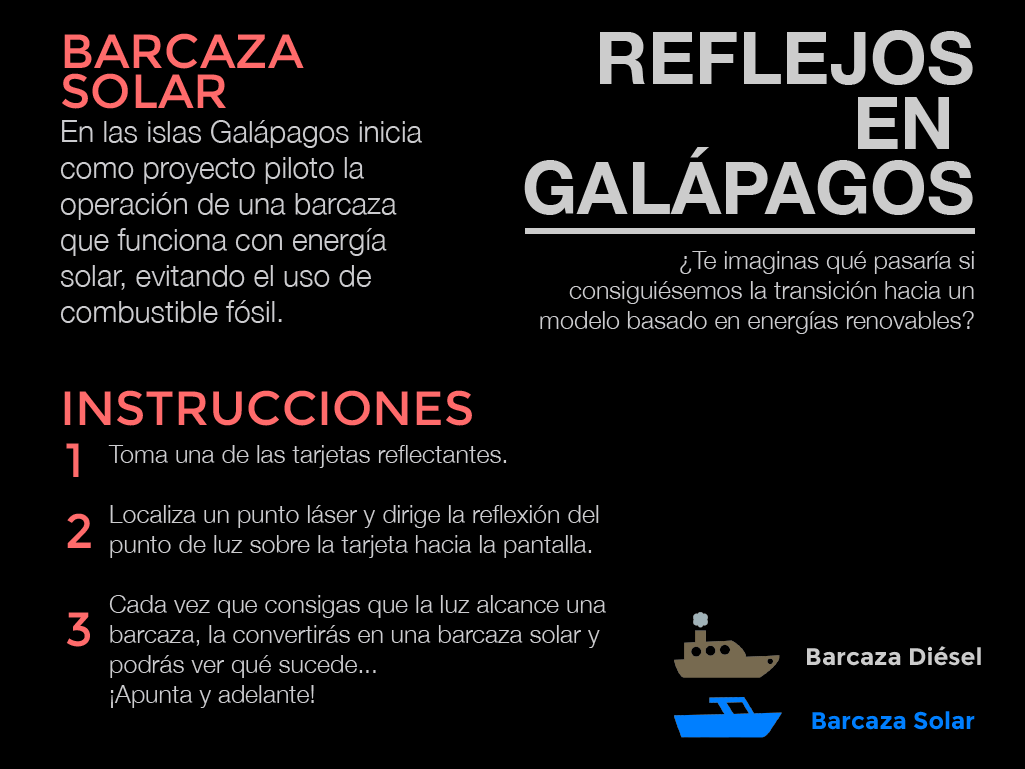 BARCAZA
SOLAR
En las islas Galápagos inicia
como proyecto piloto la
operación de una barcaza
que funciona con energía
solar, evitando el uso de
combustible fósil.
REFLEJOS
EN
GALÁPAGOS
¿Te imaginas qué pasaría si
consiguiésemos la transición hacia un
modelo basado en energías renovables?
INSTRUCCIONES
1 Toma una de las tarjetas reflectantes.
2 Localiza un punto láser y dirige la reflexión del
punto de luz sobre la tarjeta hacia la pantalla.
3 Cada vez que consigas que la luz alcance una
barcaza, la convertirás en una barcaza solar y
podrás ver qué sucede...
¡Apunta y adelante!
Barcaza Diésel
Barcaza Solar